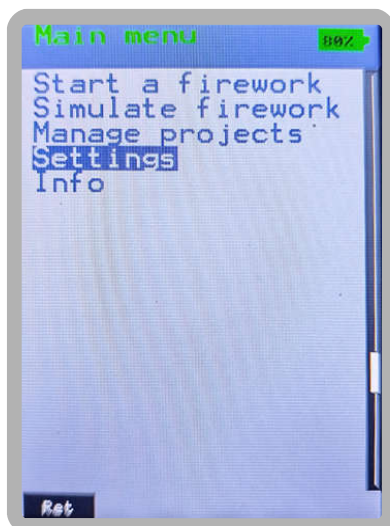 Main menu
80%
Start a firework
Simulate firework
Manage projects
Settings
Info
Ret